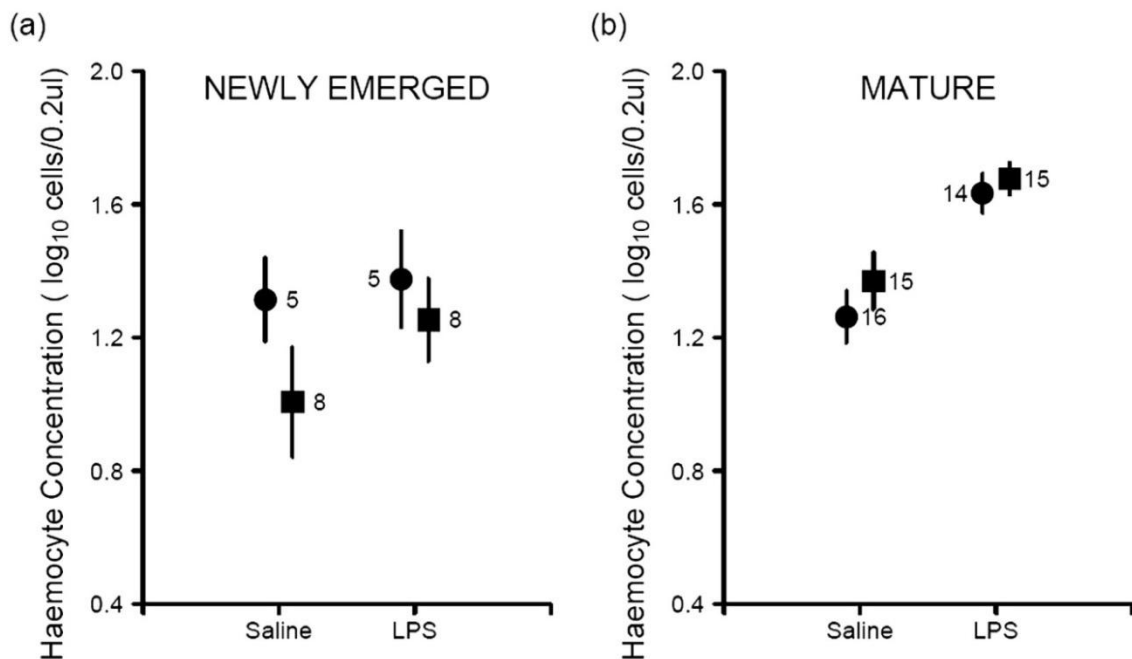 (a)
NEWLY EMERGED
Haemocyte Concentration ( log10 cells/0.2ul)
2.0
1.6
1.2
0.8
0.4
5
8
5
8
Saline LPS
(b)
MATURE
Haemocyte Concentration ( log10 cells/0.2ul)
2.0
1.6
1.2
0.8
0.4
16
15
14
15
Saline LPS